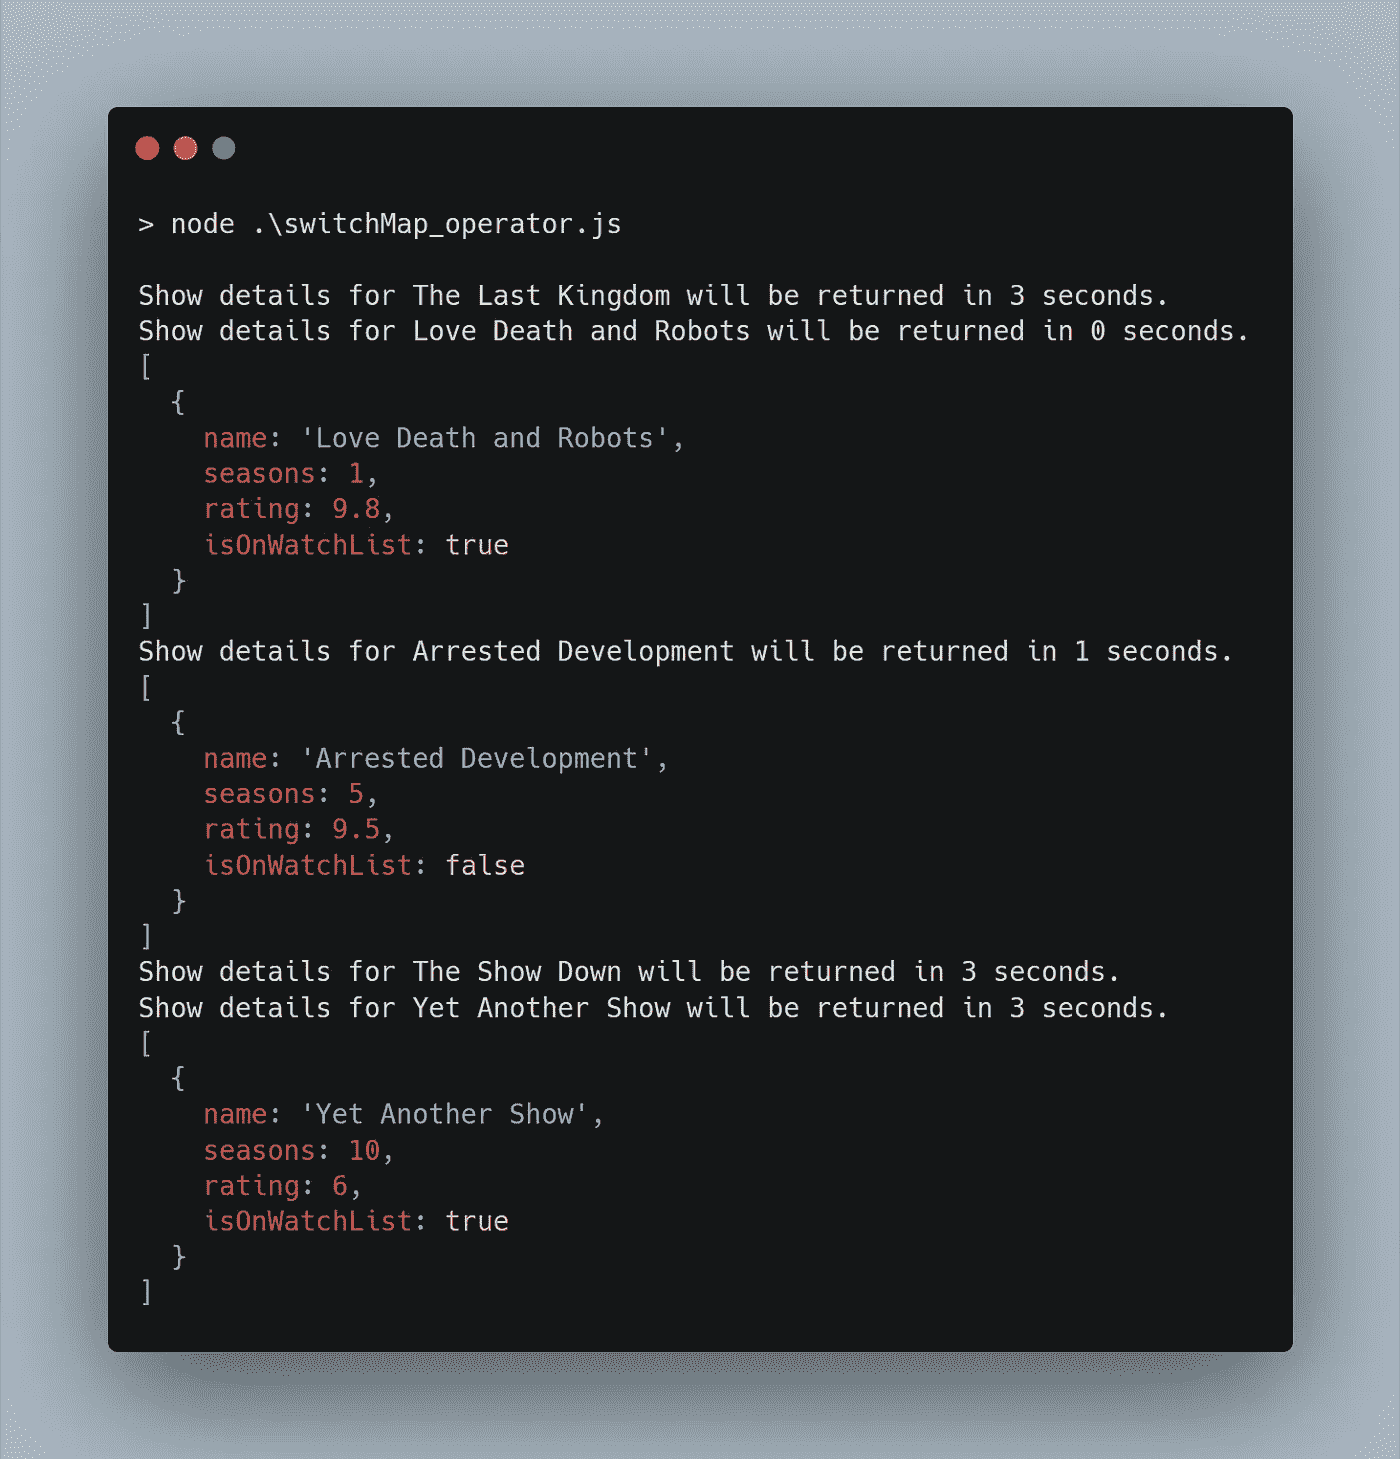 > node .\switchMap_operator.js
Show details for The Last Kingdom will be returned in 3 seconds.
Show details for Love Death and Robots will be returned in 0 seconds.
[
  {
    name: 'Love Death and Robots',
    seasons: 1,
    rating: 9.8,
    isOnWatchList: true
  }
]
Show details for Arrested Development will be returned in 1 seconds.
[
  {
    name: 'Arrested Development',
    seasons: 5,
    rating: 9.5,
    isOnWatchList: false
  }
]
Show details for The Show Down will be returned in 3 seconds.
Show details for Yet Another Show will be returned in 3 seconds.
[
  {
    name: 'Yet Another Show',
    seasons: 10,
    rating: 6,
    isOnWatchList: true
  }
]